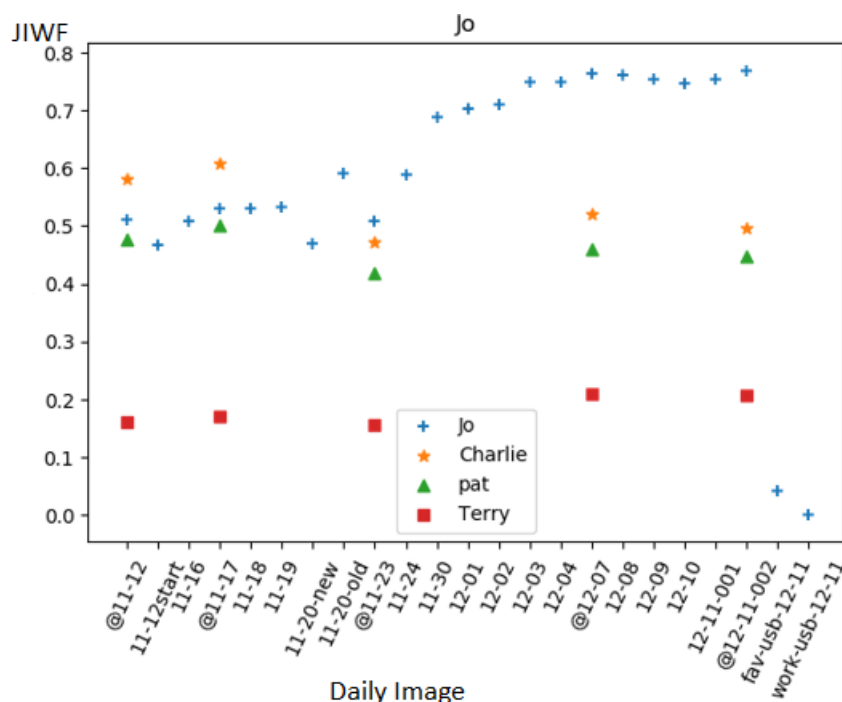 JIWF
Jo
0.8
0.7
0.6
0.5
0.4
0.3
0.2
0.1
0.0
Jo
Charlie
pat
Terry
@11-12
11-12start
11-16
@11-17
11-18
11-19
11-20-new
11-20-old
@11-23
11-24
11-30
12-01
12-02
12-03
12-04
@12-07
12-08
12-09
12-10
12-11-001
@12-11-002
fav-usb-12-11
work-usb-12-11
Daily Image